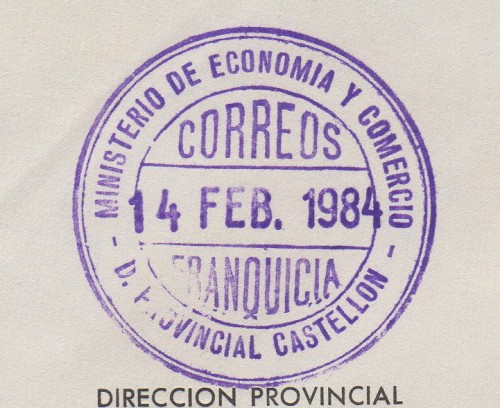 MINISTERIO DE ECONOMIA Y COMERCIO
CORREOS
14 FEB. 1984
FRANQUICIA
- D. PROVINCIAL CASTELLON -
DIRECCION PROVINCIAL